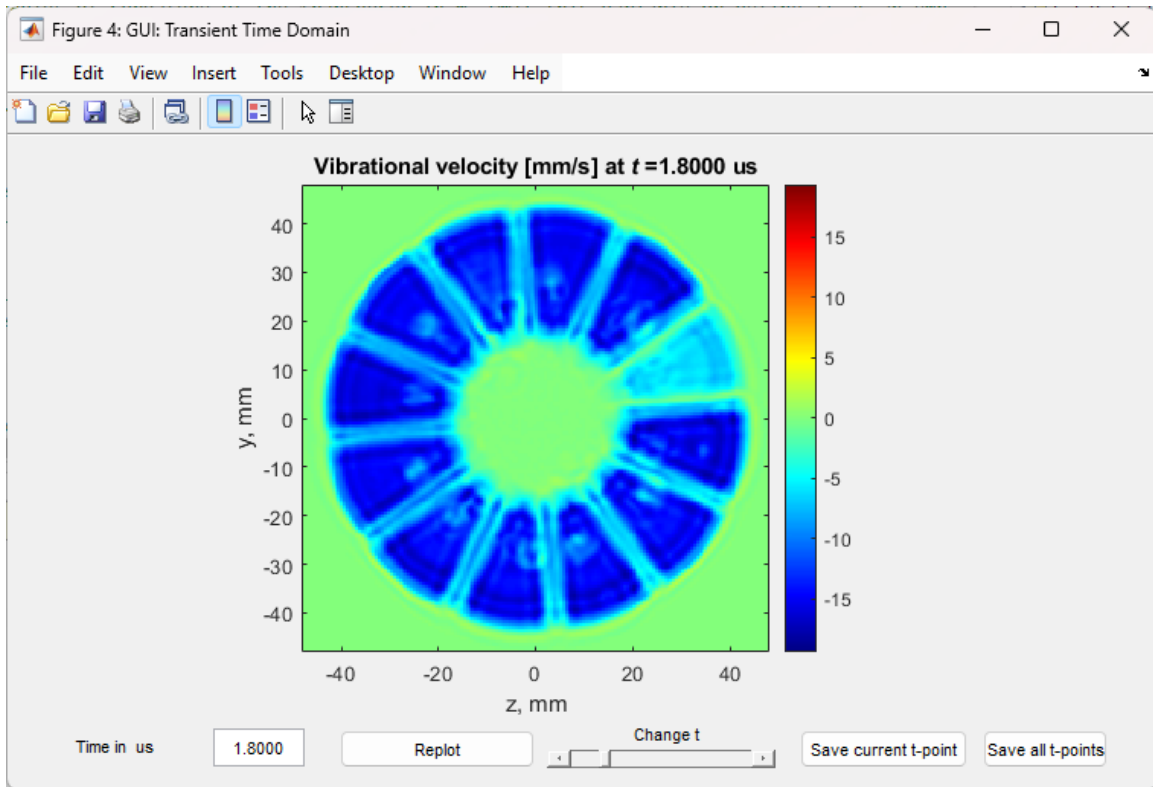 Figure 4: GUI: Transient Time Domain
File Edit View Insert Tools Desktop Window Help
Vibrational velocity [mm/s] at t =1.8000 us
40
30
20
10
0
-10
-20
-30
-40
y, mm
-40 -20 0 20 40
z, mm
15
10
5
0
-5
-10
-15
Time in us
1.8000
Replot
Change t
Save current t-point
Save all t-points